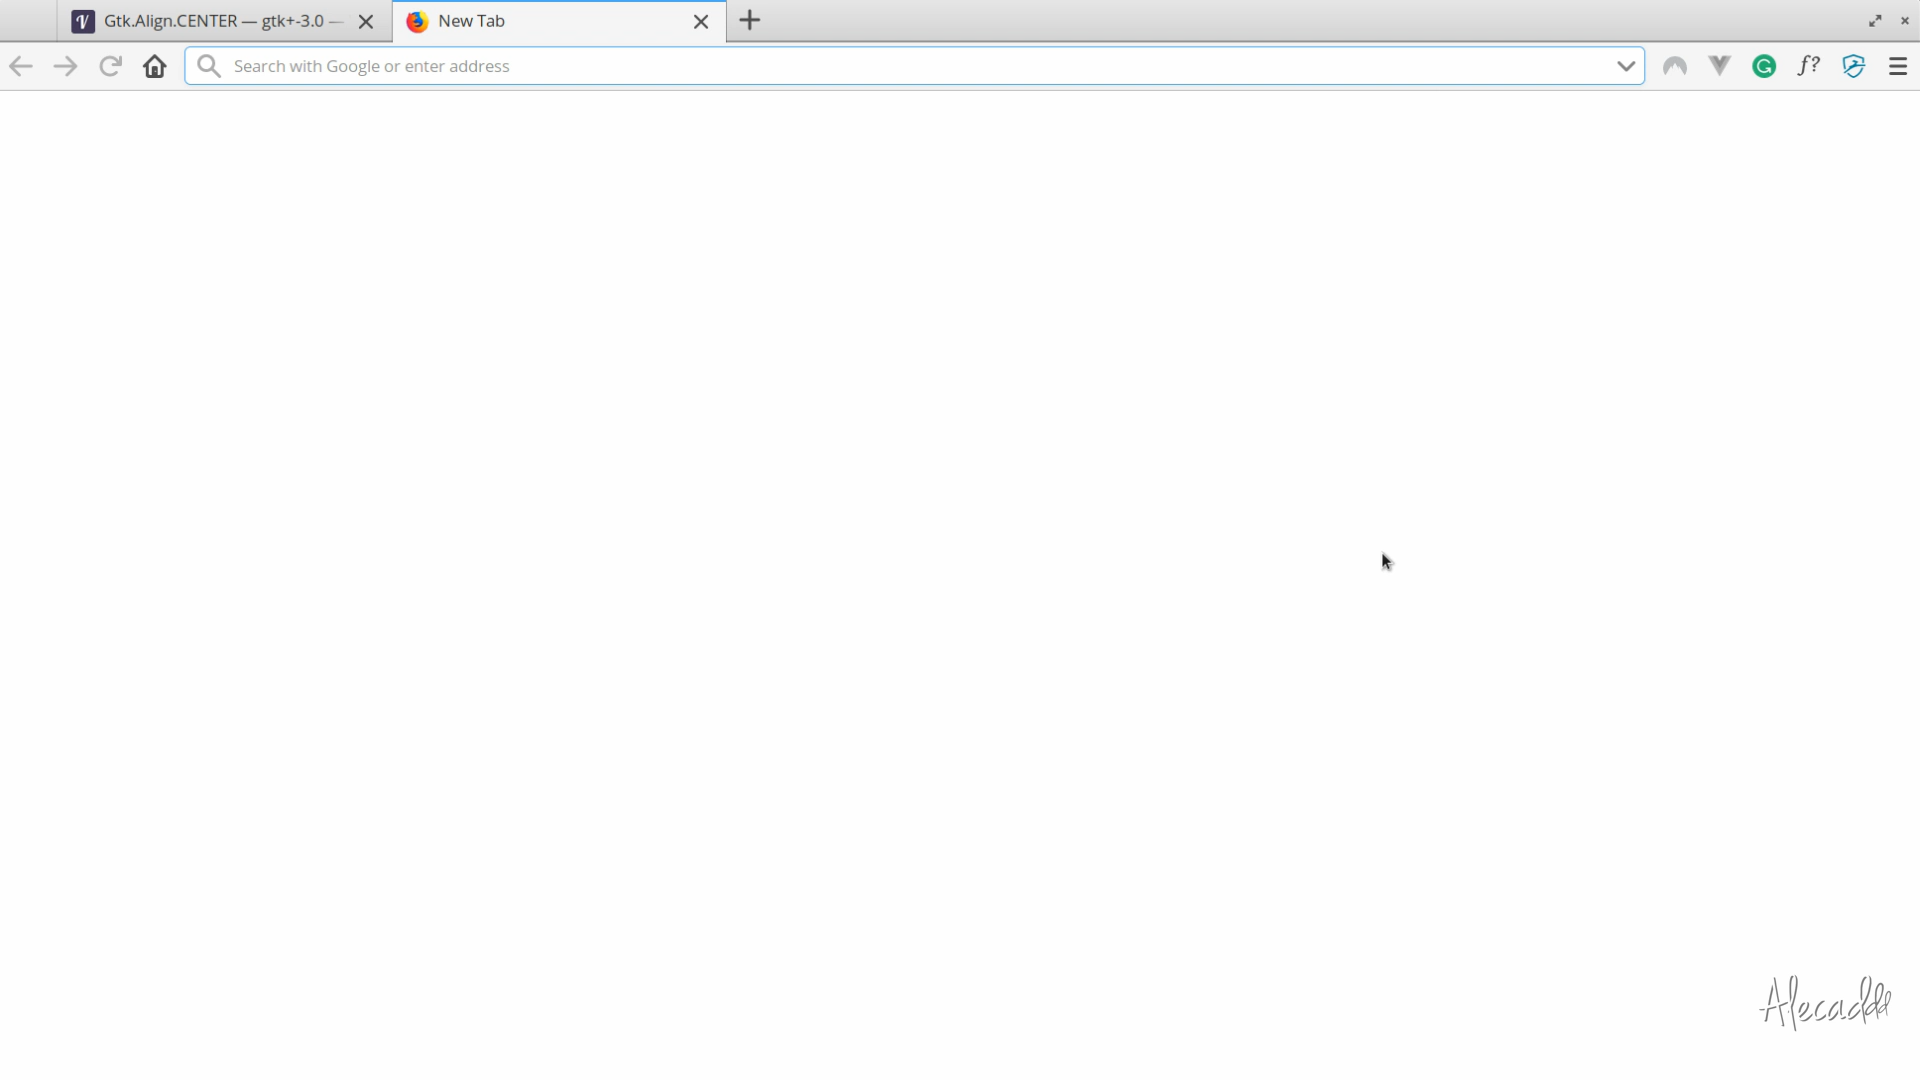 Gtk.Align.CENTER — gtk+-3.0 —
New Tab
Search with Google or enter address
f?
Alecaddd